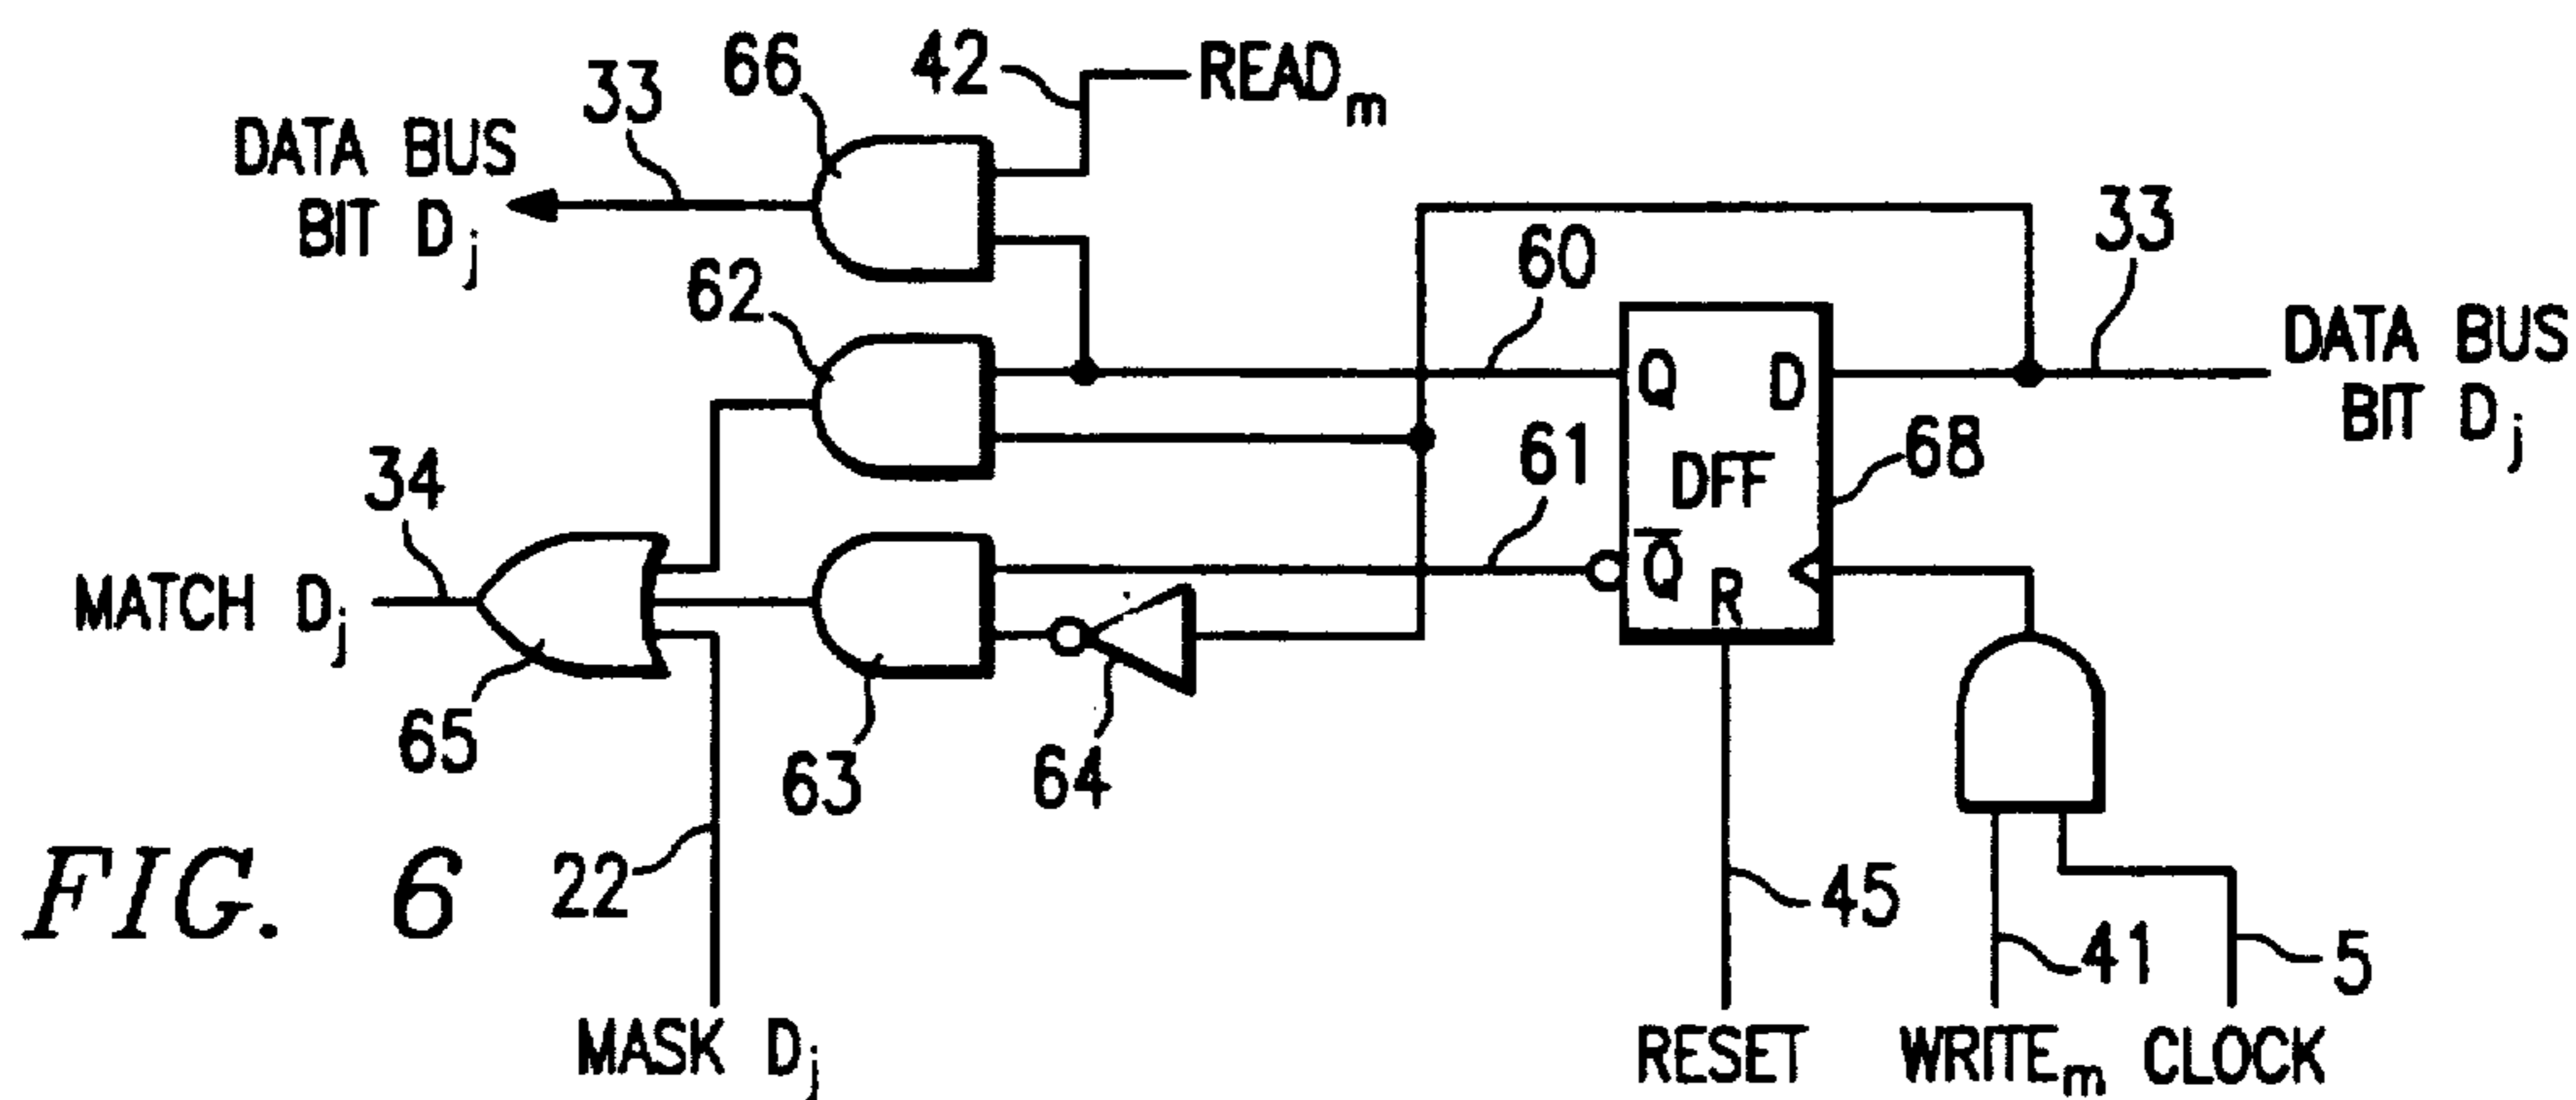 66
42
READm
33
DATA BUS
BIT Dj
62
60
33
DATA BUS
BIT Dj
Q
D
34
61
DFF
68
MATCH Dj
Q̅
R
65
63
64
22
45
41
5
FIG. 6
MASK Dj
RESET
WRITEm
CLOCK